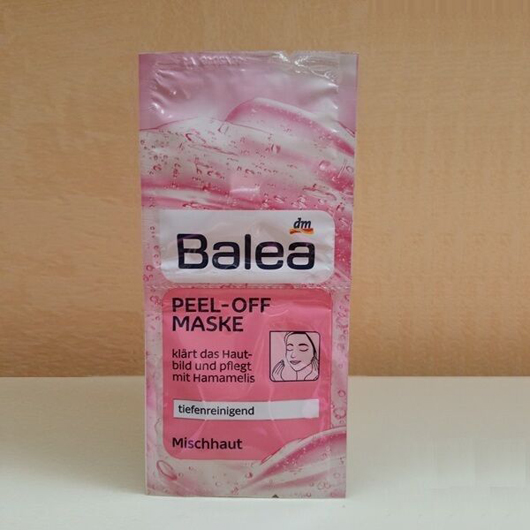 dm
Balea
PEEL-OFF
MASKE
klärt das Haut-
bild und pflegt
mit Hamamelis
tiefenreinigend
Mischhaut